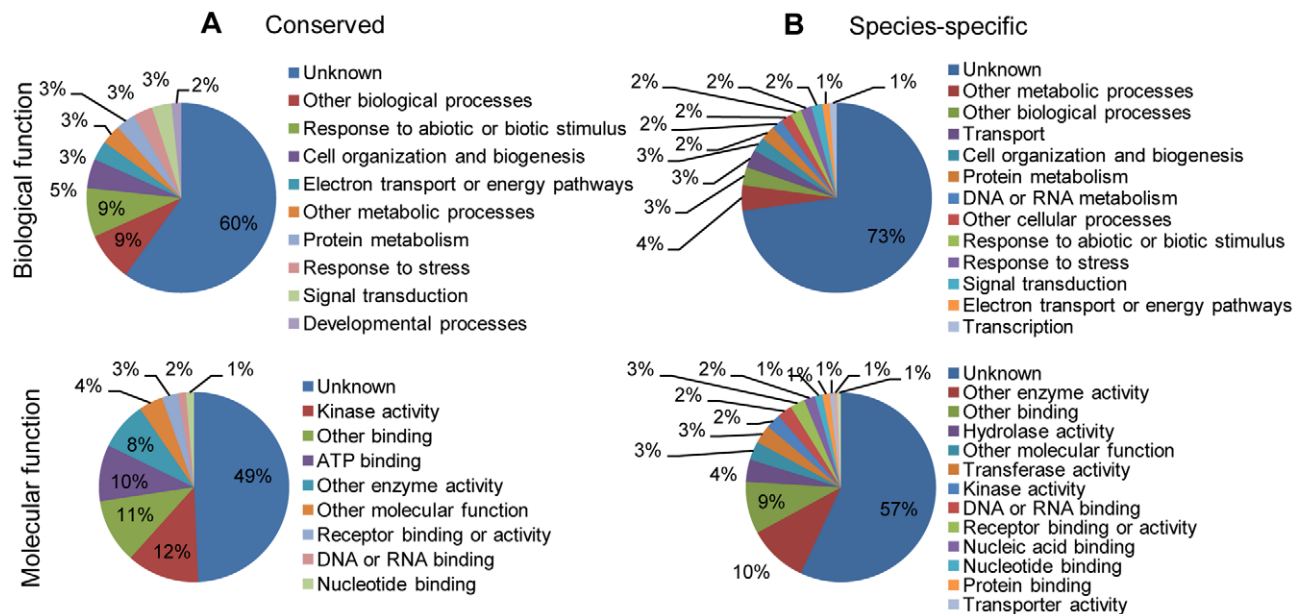 A Conserved
Biological function
3%
3%
3%
2%
3%
3%
5%
9%
9%
60%
Unknown
Other biological processes
Response to abiotic or biotic stimulus
Cell organization and biogenesis
Electron transport or energy pathways
Other metabolic processes
Protein metabolism
Response to stress
Signal transduction
Developmental processes
B Species-specific
2%
2%
2%
1%
1%
2%
2%
2%
3%
3%
3%
4%
73%
Unknown
Other metabolic processes
Other biological processes
Transport
Cell organization and biogenesis
Protein metabolism
DNA or RNA metabolism
Other cellular processes
Response to abiotic or biotic stimulus
Response to stress
Signal transduction
Electron transport or energy pathways
Transcription
Molecular function
4%
3%
2%
1%
8%
10%
11%
12%
49%
Unknown
Kinase activity
Other binding
ATP binding
Other enzyme activity
Other molecular function
Receptor binding or activity
DNA or RNA binding
Nucleotide binding
3%
2%
1%
1%
1%
1%
1%
2%
2%
3%
3%
4%
9%
10%
57%
Unknown
Other enzyme activity
Other binding
Hydrolase activity
Other molecular function
Transferase activity
Kinase activity
DNA or RNA binding
Receptor binding or activity
Nucleic acid binding
Nucleotide binding
Protein binding
Transporter activity